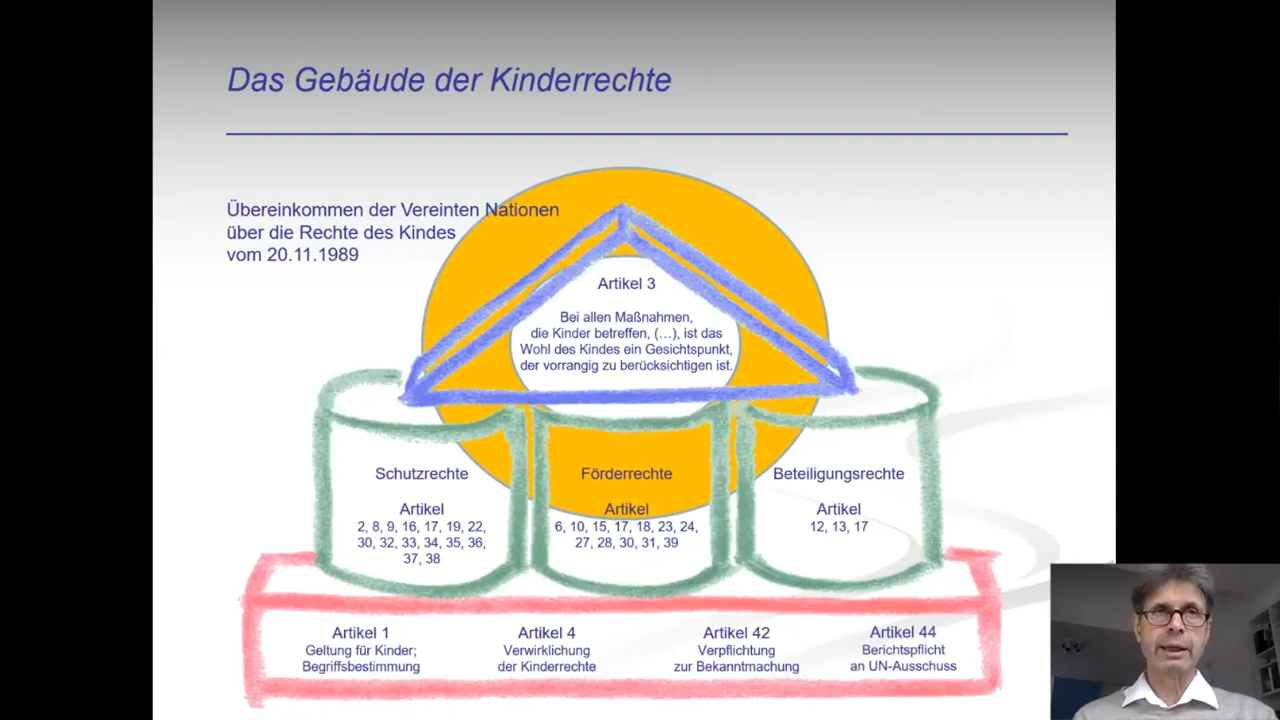 Das Gebäude der Kinderrechte
Übereinkommen der Vereinten Nationen
über die Rechte des Kindes
vom 20.11.1989
Artikel 3
Bei allen Maßnahmen,
die Kinder betreffen, (…), ist das
Wohl des Kindes ein Gesichtspunkt,
der vorrangig zu berücksichtigen ist.
Schutzrechte
Artikel
2, 8, 9, 16, 17, 19, 22,
30, 32, 33, 34, 35, 36,
37, 38
Förderrechte
Artikel
6, 10, 15, 17, 18, 23, 24,
27, 28, 30, 31, 39
Beteiligungsrechte
Artikel
12, 13, 17
Artikel 1
Geltung für Kinder;
Begriffsbestimmung
Artikel 4
Verwirklichung
der Kinderrechte
Artikel 42
Verpflichtung
zur Bekanntmachung
Artikel 44
Berichtspflicht
an UN-Ausschuss